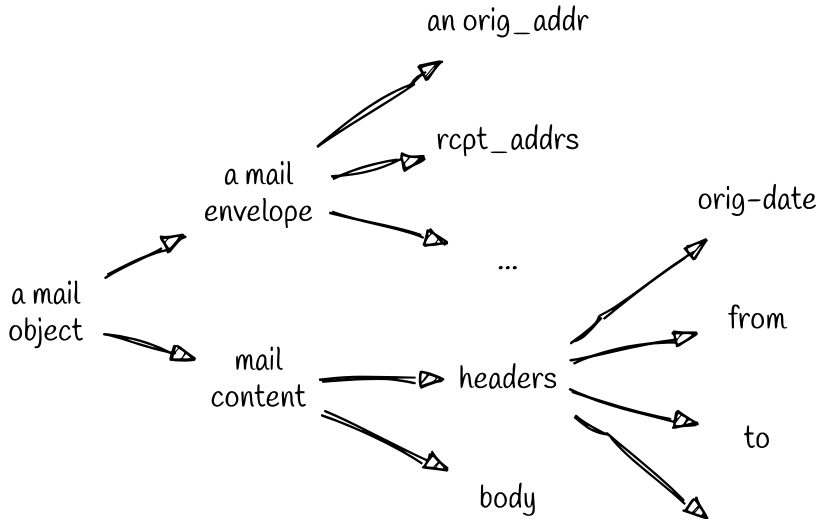 an orig_addr
rcpt_addrs
a mail
envelope
orig-date
...
a mail
object
from
mail
content
headers
to
body